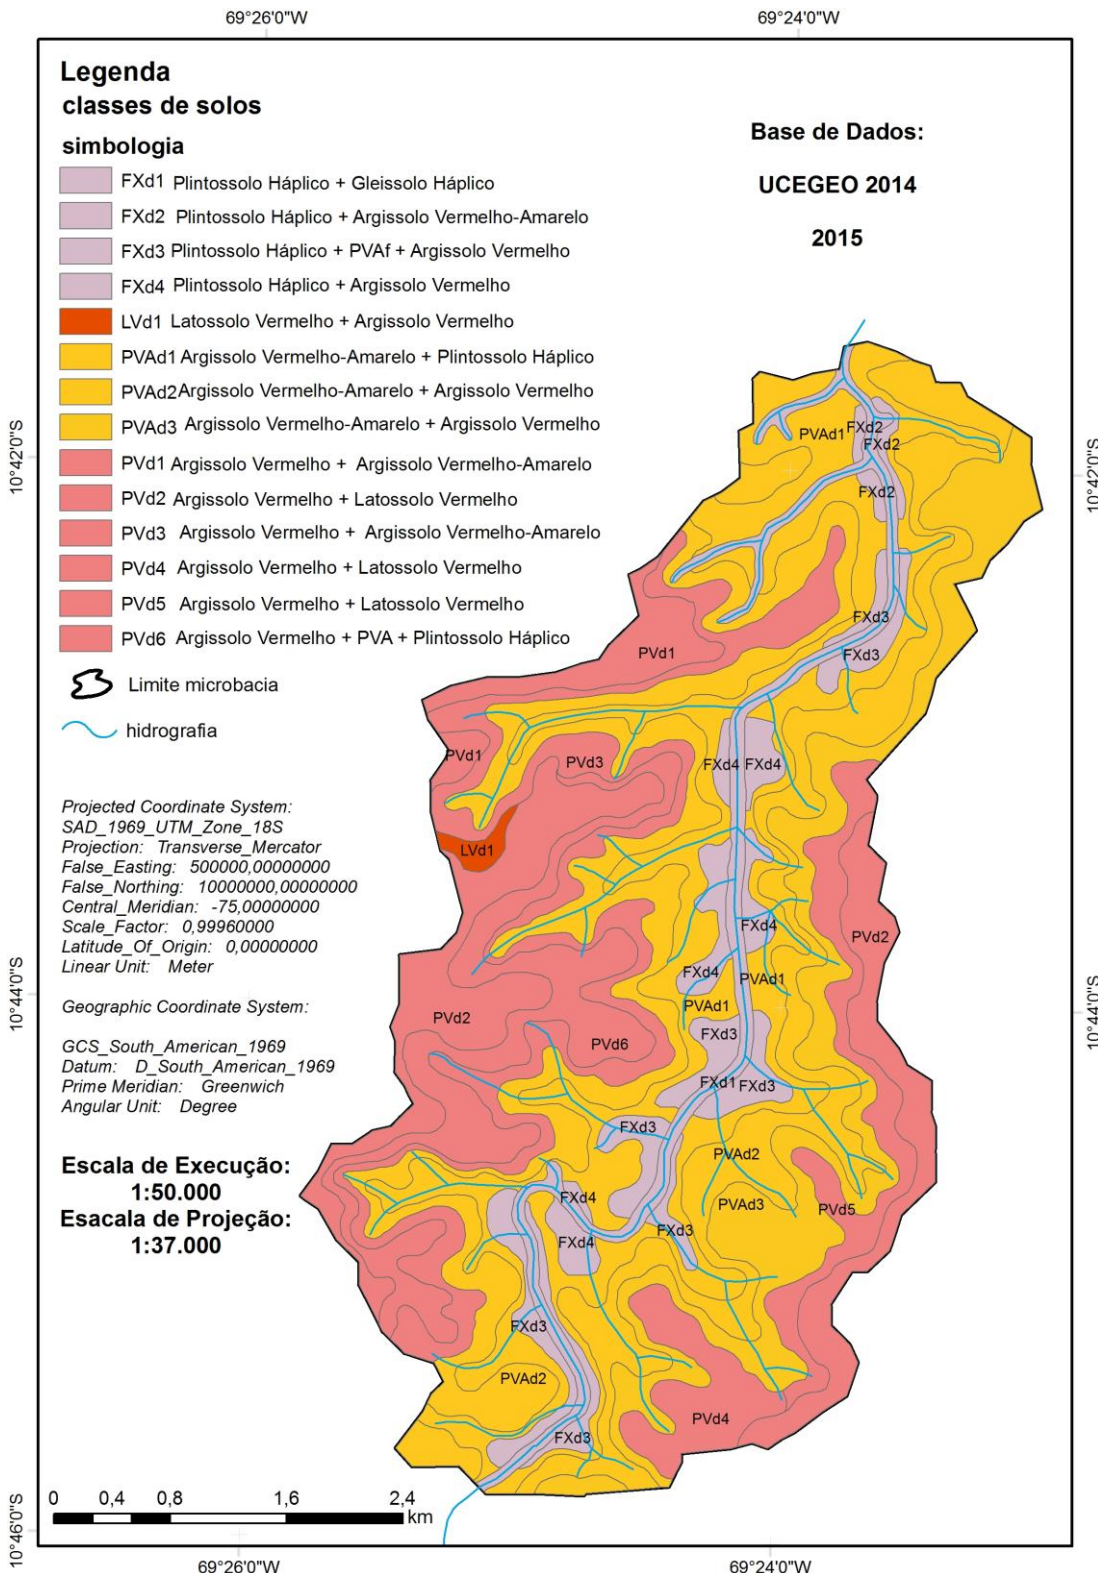 69°26'0"W
69°24'0"W
Legenda
classes de solos
simbologia
FXd1 Plintossolo Háplico + Gleissolo Háplico
FXd2 Plintossolo Háplico + Argissolo Vermelho-Amarelo
FXd3 Plintossolo Háplico + PVAf + Argissolo Vermelho
FXd4 Plintossolo Háplico + Argissolo Vermelho
LVd1 Latossolo Vermelho + Argissolo Vermelho
PVAd1 Argissolo Vermelho-Amarelo + Plintossolo Háplico
PVAd2 Argissolo Vermelho-Amarelo + Argissolo Vermelho
PVAd3 Argissolo Vermelho-Amarelo + Argissolo Vermelho
PVd1 Argissolo Vermelho + Argissolo Vermelho-Amarelo
PVd2 Argissolo Vermelho + Latossolo Vermelho
PVd3 Argissolo Vermelho + Argissolo Vermelho-Amarelo
PVd4 Argissolo Vermelho + Latossolo Vermelho
PVd5 Argissolo Vermelho + Latossolo Vermelho
PVd6 Argissolo Vermelho + PVA + Plintossolo Háplico
Limite microbacia
hidrografia
Base de Dados:
UCEGEO 2014
2015
Projected Coordinate System:
SAD_1969_UTM_Zone_18S
Projection: Transverse_Mercator
False_Easting: 500000,00000000
False_Northing: 10000000,00000000
Central_Meridian: -75,00000000
Scale_Factor: 0,99960000
Latitude_Of_Origin: 0,00000000
Linear Unit: Meter
Geographic Coordinate System:
GCS_South_American_1969
Datum: D_South_American_1969
Prime Meridian: Greenwich
Angular Unit: Degree
Escala de Execução:
1:50.000
Esacala de Projeção:
1:37.000
0 0,4 0,8 1,6 2,4
km
10°42'0"S
10°44'0"S
10°46'0"S
10°42'0"S
10°44'0"S
FXd2
PVAd1
FXd2
FXd2
FXd3
FXd3
PVd1
PVd1
PVd3
FXd4
FXd4
LVd1
FXd4
PVd2
FXd4
PVAd1
PVAd1
PVd2
FXd3
PVd6
FXd1
FXd3
FXd3
PVAd2
FXd4
PVAd3
PVd5
FXd3
FXd4
FXd3
PVAd2
PVd4
FXd3
69°26'0"W
69°24'0"W